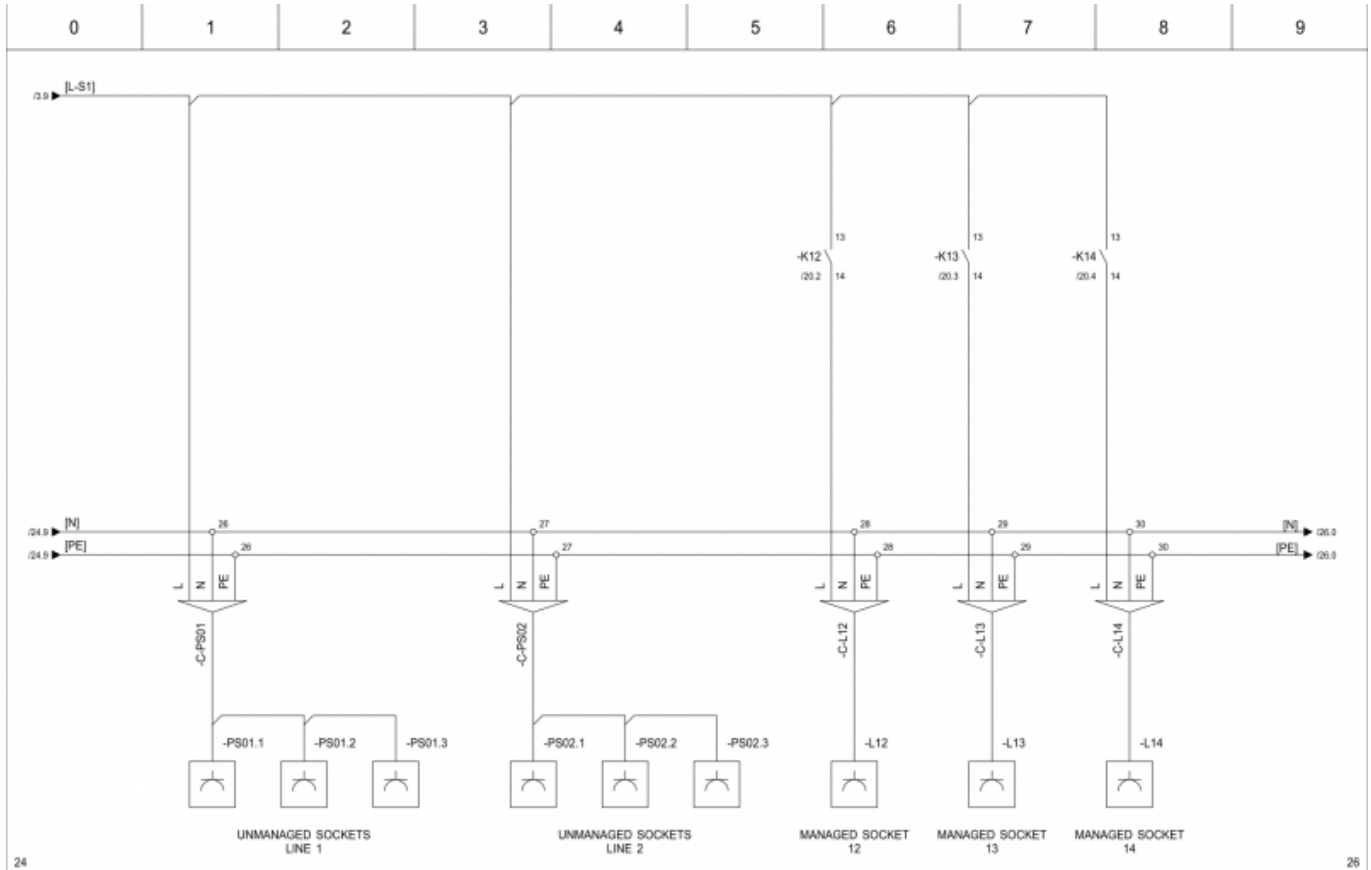 0 1 2 3 4 5 6 7 8 9
[L-S1]
/3.9
13 13 13
-K12 -K13 -K14
/20.2 14 /20.3 14 /20.4 14
[N] 26 27 28 29 30 [N]
/24.9 /26.0
[PE] 26 27 28 29 30 [PE]
/24.9 /26.0
L N PE L N PE L N PE L N PE L N PE
-C-PS01 -C-PS02 -C-L12 -C-L13 -C-L14
-PS01.1 -PS01.2 -PS01.3 -PS02.1 -PS02.2 -PS02.3 -L12 -L13 -L14
UNMANAGED SOCKETS UNMANAGED SOCKETS MANAGED SOCKET MANAGED SOCKET MANAGED SOCKET
LINE 1 LINE 2 12 13 14
24 26